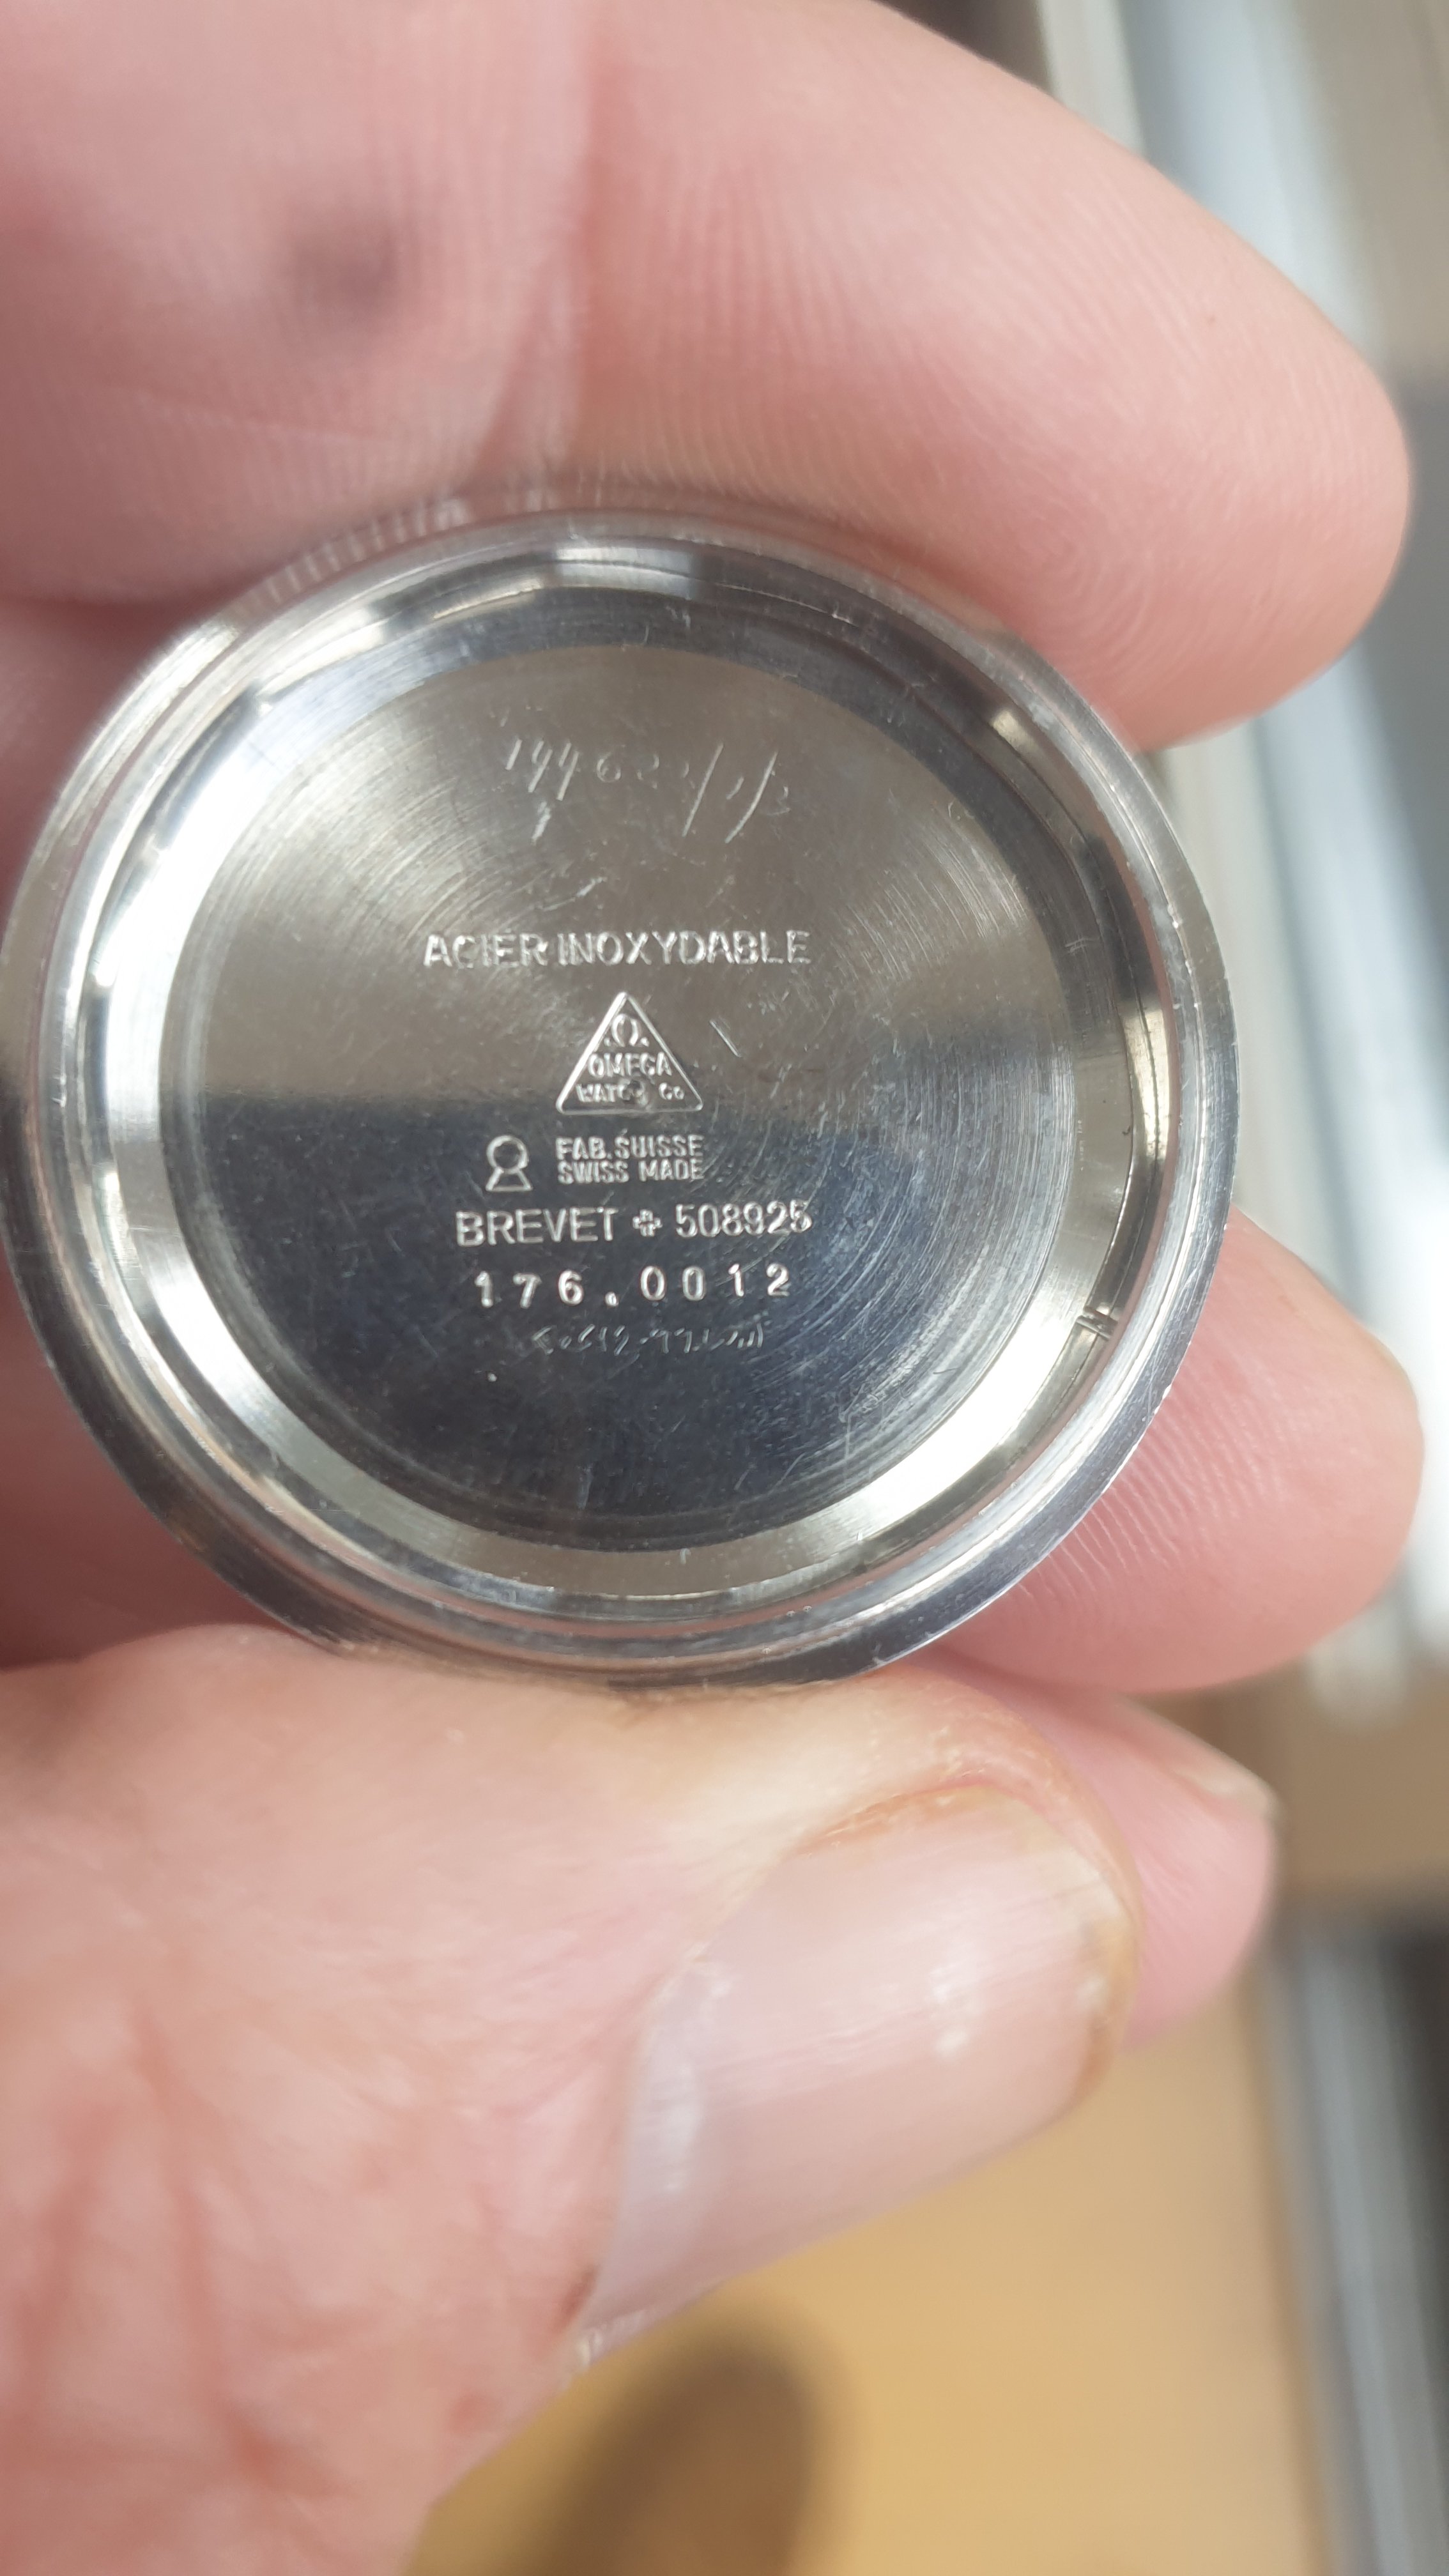 ACIER INOXYDABLE
Ω
OMEGA
WATCH Co
FAB. SUISSE
SWISS MADE
BREVET ✚ 508925
176.0012